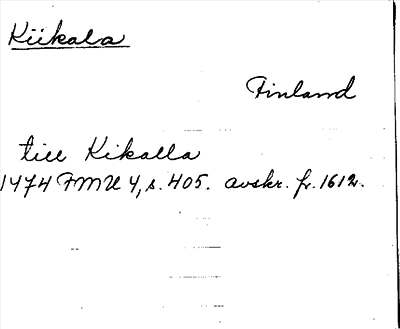 Kiikala
Finland
till Kikalla
1474 FMU 4, s. 405. avskr. fr. 1612.